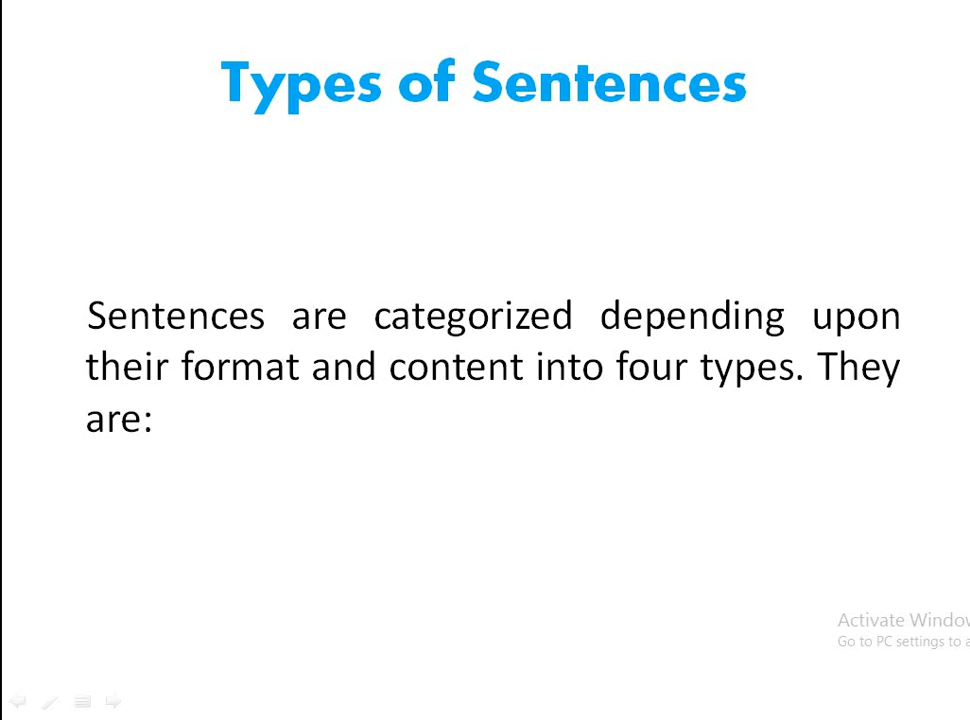 Types of Sentences
Sentences are categorized depending upon
their format and content into four types. They
are:
Activate Windov
Go to PC settings to a